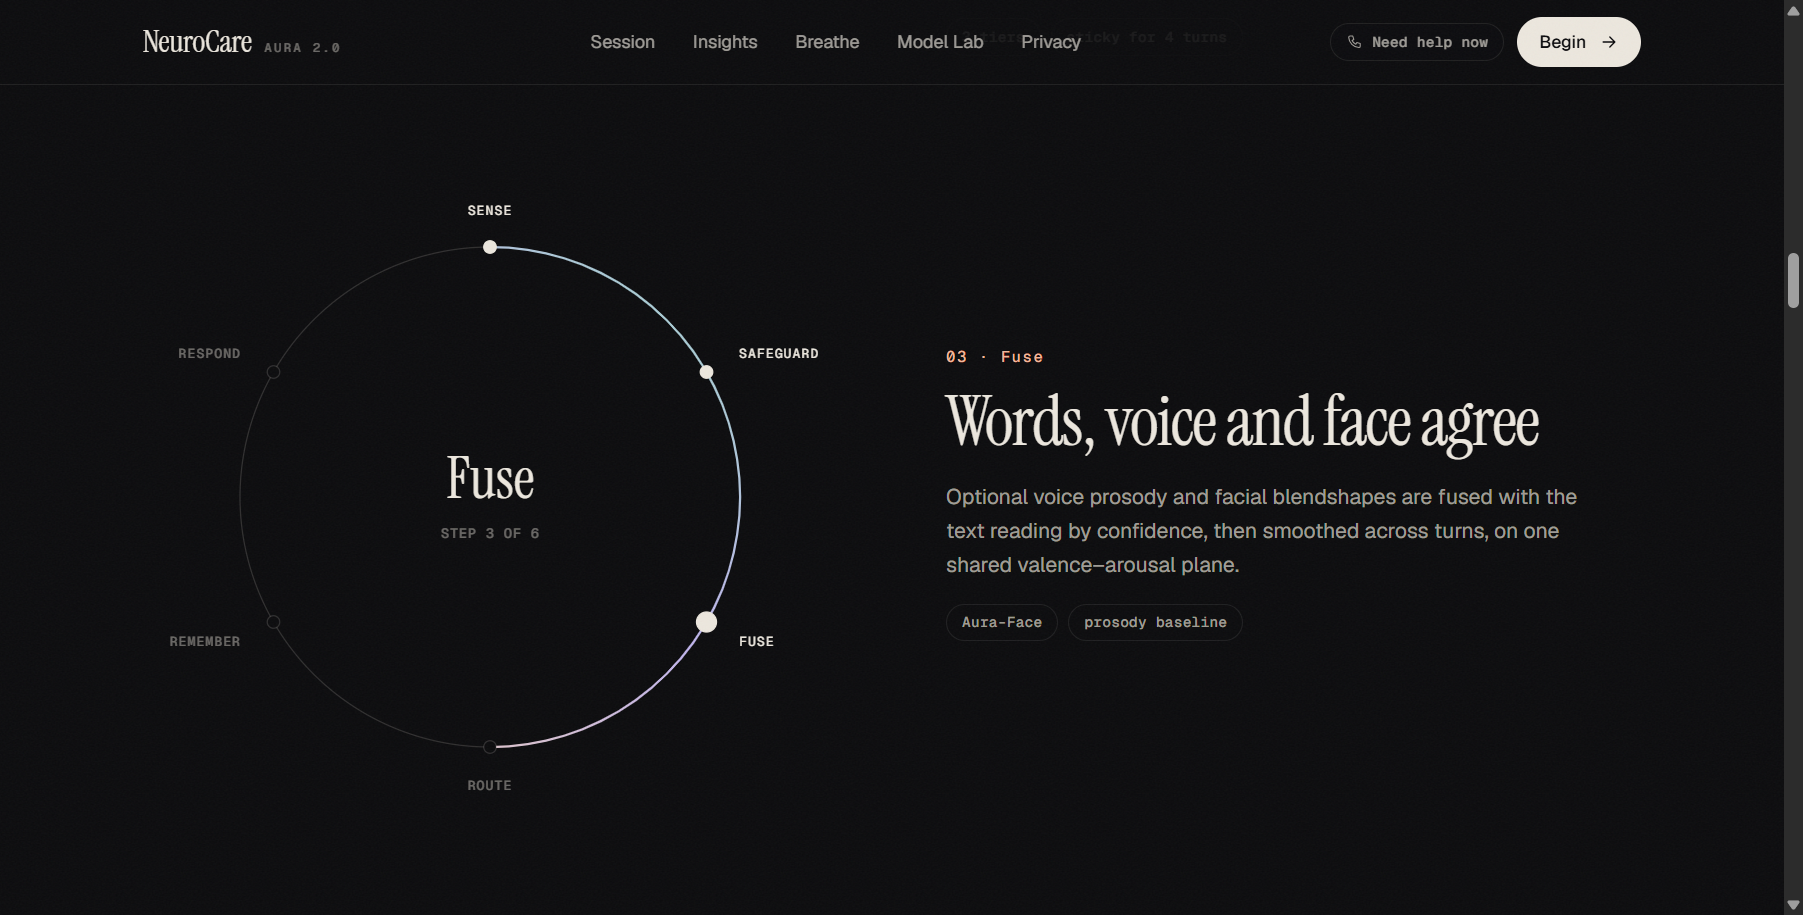 NeuroCare AURA 2.0
Session Insights Breathe Model Lab Privacy
Need help now
Begin →
SENSE
RESPOND
SAFEGUARD
Fuse
STEP 3 OF 6
REMEMBER
FUSE
ROUTE
03 · Fuse
Words, voice and face agree
Optional voice prosody and facial blendshapes are fused with the
text reading by confidence, then smoothed across turns, on one
shared valence–arousal plane.
Aura-Face
prosody baseline